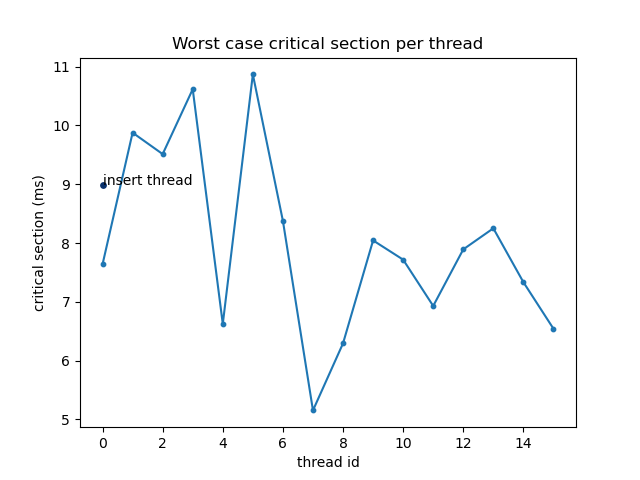 Worst case critical section per thread
11
10
9
8
7
6
5
critical section (ms)
insert thread
0 2 4 6 8 10 12 14
thread id